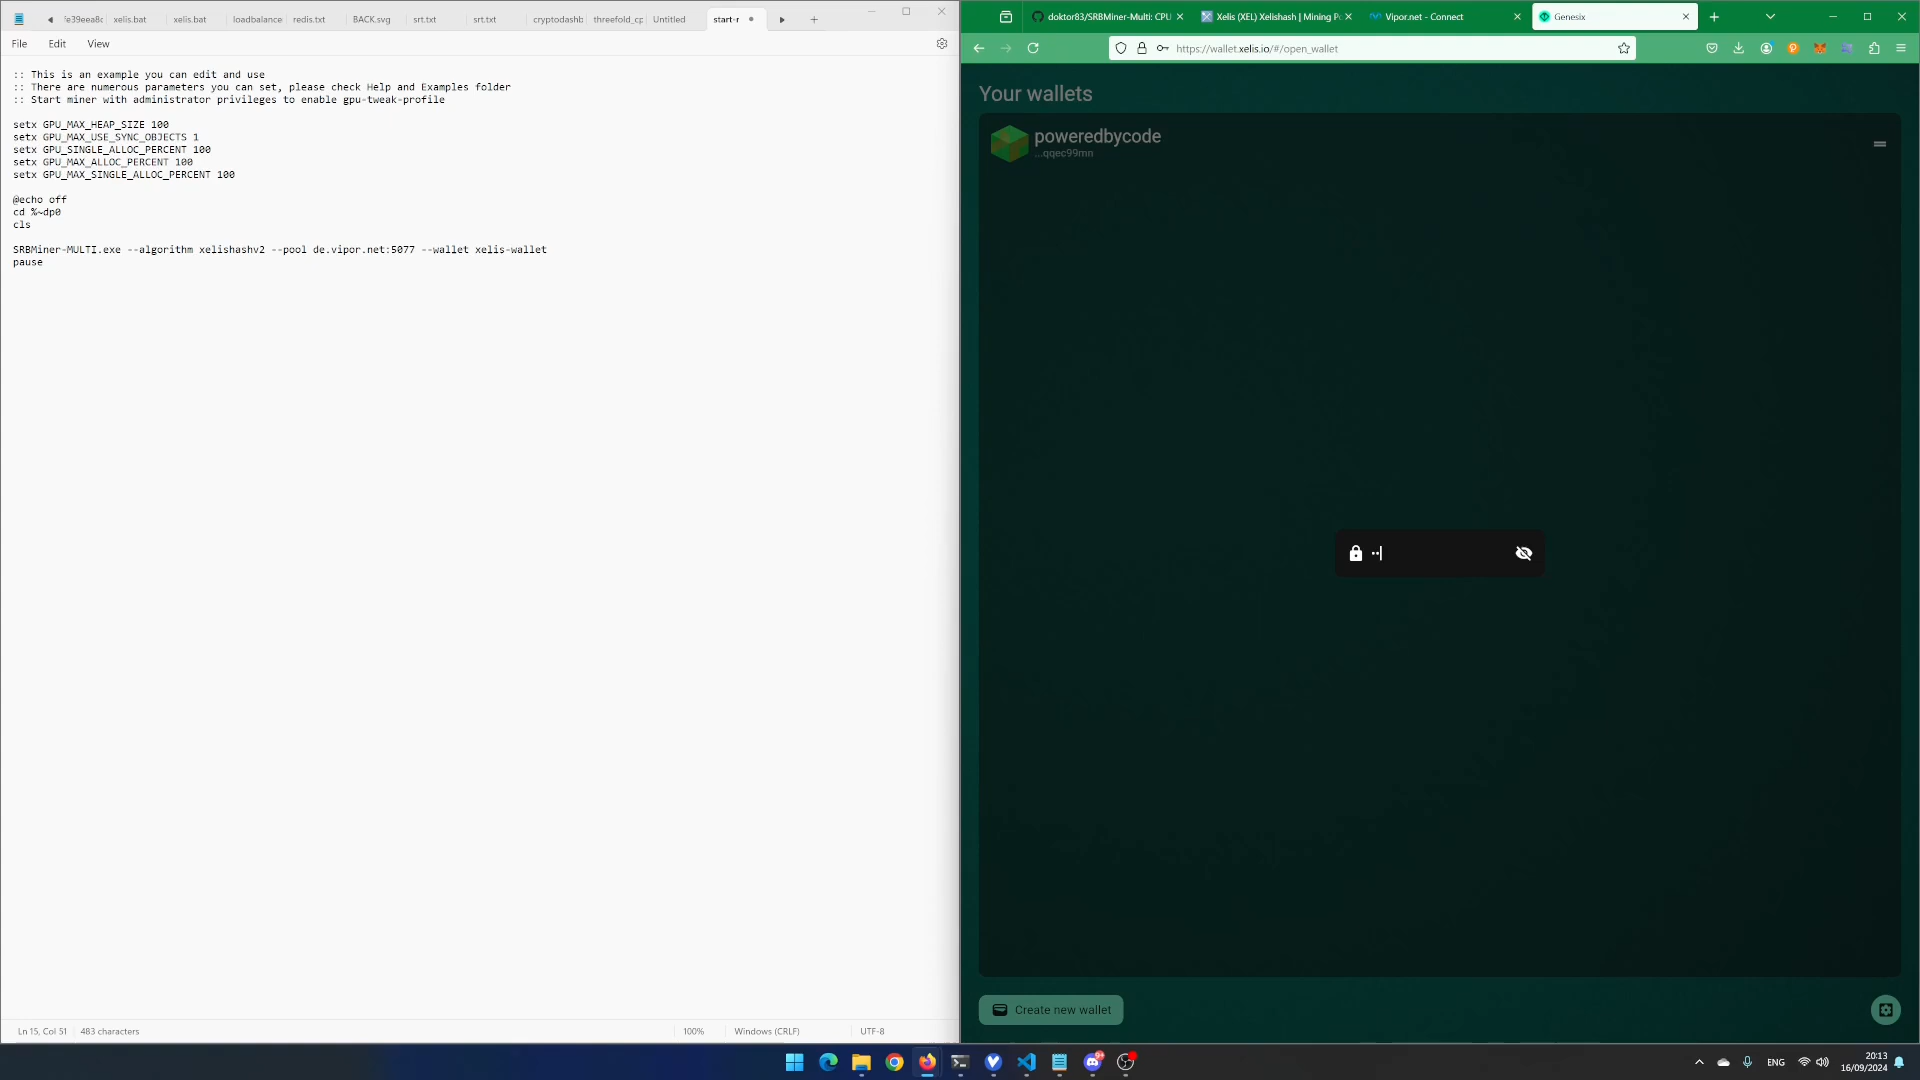 fe39eea8c
xelis.bat
xelis.bat
loadbalance
redis.txt
BACK.svg
srt.txt
srt.txt
cryptodashb
threefold_cp
Untitled
start-r
File
Edit
View
:: This is an example you can edit and use
:: There are numerous parameters you can set, please check Help and Examples folder
:: Start miner with administrator privileges to enable gpu-tweak-profile
setx GPU_MAX_HEAP_SIZE 100
setx GPU_MAX_USE_SYNC_OBJECTS 1
setx GPU_SINGLE_ALLOC_PERCENT 100
setx GPU_MAX_ALLOC_PERCENT 100
setx GPU_MAX_SINGLE_ALLOC_PERCENT 100
@echo off
cd %~dp0
cls
SRBMiner-MULTI.exe --algorithm xelishashv2 --pool de.vipor.net:5077 --wallet xelis-wallet
pause
Ln 15, Col 51
483 characters
100%
Windows (CRLF)
UTF-8
doktor83/SRBMiner-Multi: CPU
Xelis (XEL) Xelishash | Mining Po
Vipor.net - Connect
Genesix
https://wallet.xelis.io/#/open_wallet
Your wallets
poweredbycode
...qqec99mn
Create new wallet
ENG
20:13
16/09/2024